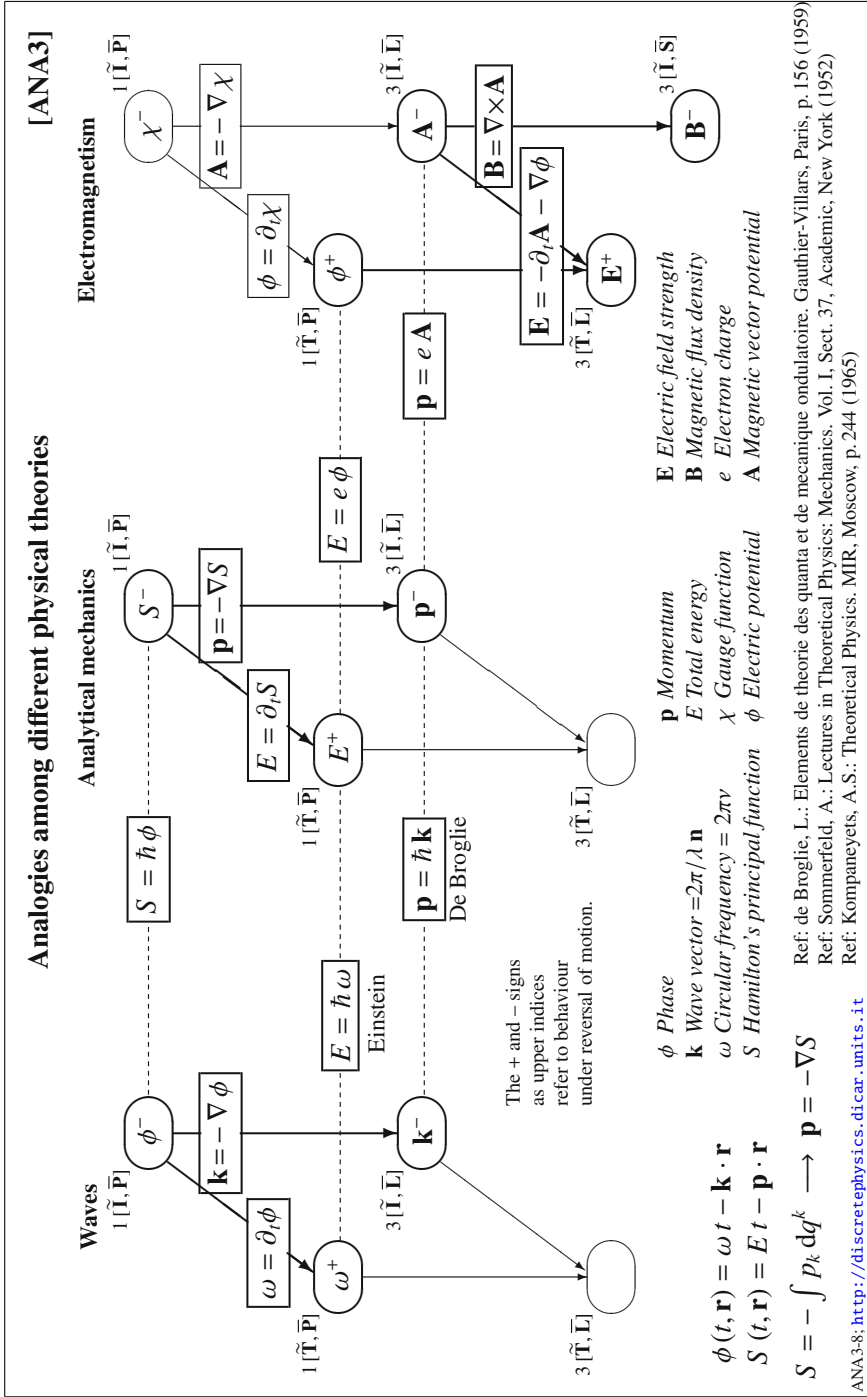 Analogies among different physical theories [ANA3]
Waves
Analytical mechanics
Electromagnetism
1[Ĩ, P̅]
ϕ⁻
S = ℏ ϕ
1[Ĩ, P̅]
S⁻
1[Ĩ, P̅]
χ⁻
k = −∇ϕ
p = −∇S
A = −∇χ
ω = ∂ₜϕ
E = ∂ₜS
ϕ = ∂ₜχ
1[T̃, P̅]
ω⁺
E = ℏ ω
Einstein
1[T̃, P̅]
E⁺
E = e ϕ
1[T̃, P̅]
ϕ⁺
3[Ĩ, L̅]
k⁻
p = ℏ k
De Broglie
3[Ĩ, L̅]
p⁻
p = e A
3[Ĩ, L̅]
A⁻
B = ∇×A
E = −∂ₜA − ∇ϕ
The + and − signs
as upper indices
refer to behaviour
under reversal of motion.
3[T̃, L̅]
3[T̃, L̅]
3[T̃, L̅]
E⁺
3[Ĩ, S̅]
B⁻
ϕ(t, r) = ω t − k · r
S (t, r) = E t − p · r
S = − ∫ pₖ dqᵏ ⟶ p = −∇S
ϕ Phase
k Wave vector =2π/λ n
ω Circular frequency = 2πν
S Hamilton's principal function
p Momentum
E Total energy
χ Gauge function
ϕ Electric potential
E Electric field strength
B Magnetic flux density
e Electron charge
A Magnetic vector potential
Ref: de Broglie, L.: Elements de theorie des quanta et de mecanique ondulatoire. Gauthier-Villars, Paris, p. 156 (1959)
Ref: Sommerfeld, A.: Lectures in Theoretical Physics: Mechanics. Vol. I, Sect. 37, Academic, New York (1952)
Ref: Kompaneyets, A.S.: Theoretical Physics. MIR, Moscow, p. 244 (1965)
ANA3-8: http://discretephysics.dicar.units.it